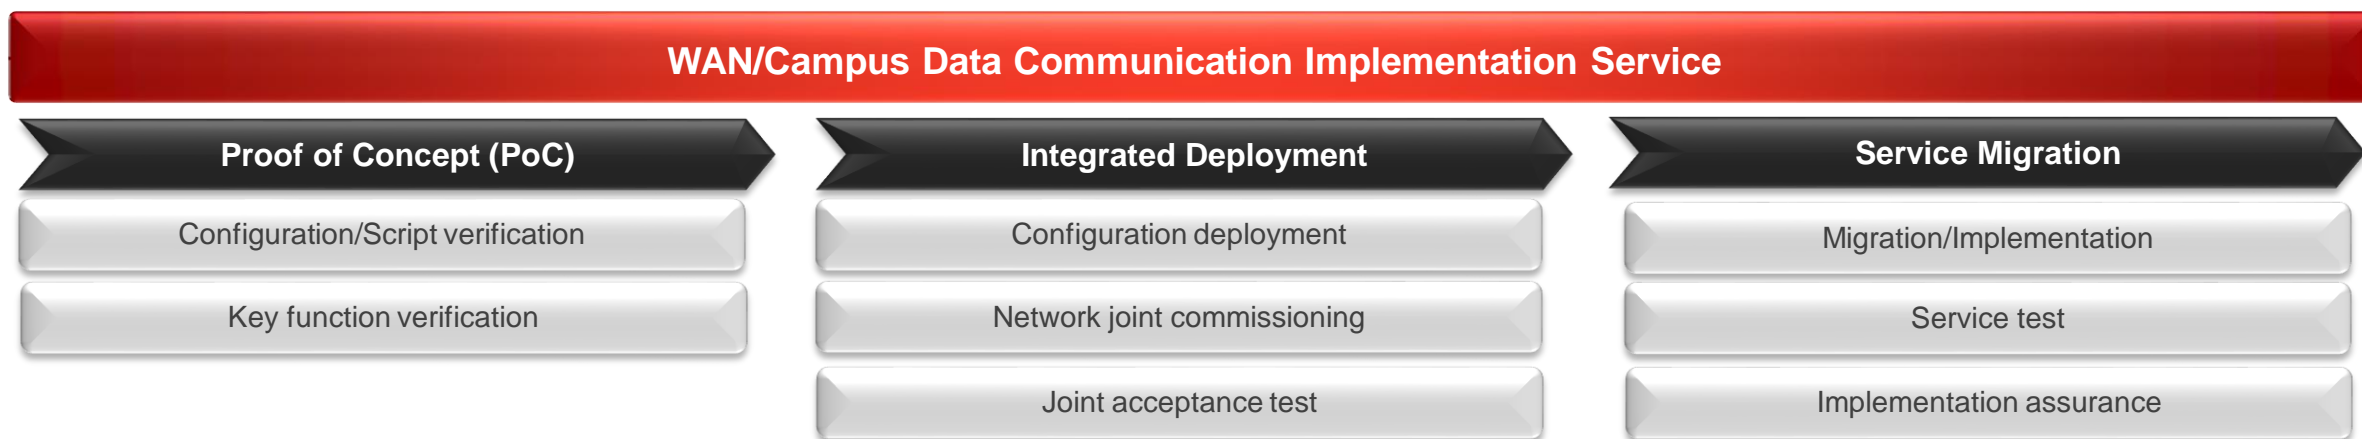 WAN/Campus Data Communication Implementation Service
Proof of Concept (PoC)
Configuration/Script verification
Key function verification
Integrated Deployment
Configuration deployment
Network joint commissioning
Joint acceptance test
Service Migration
Migration/Implementation
Service test
Implementation assurance